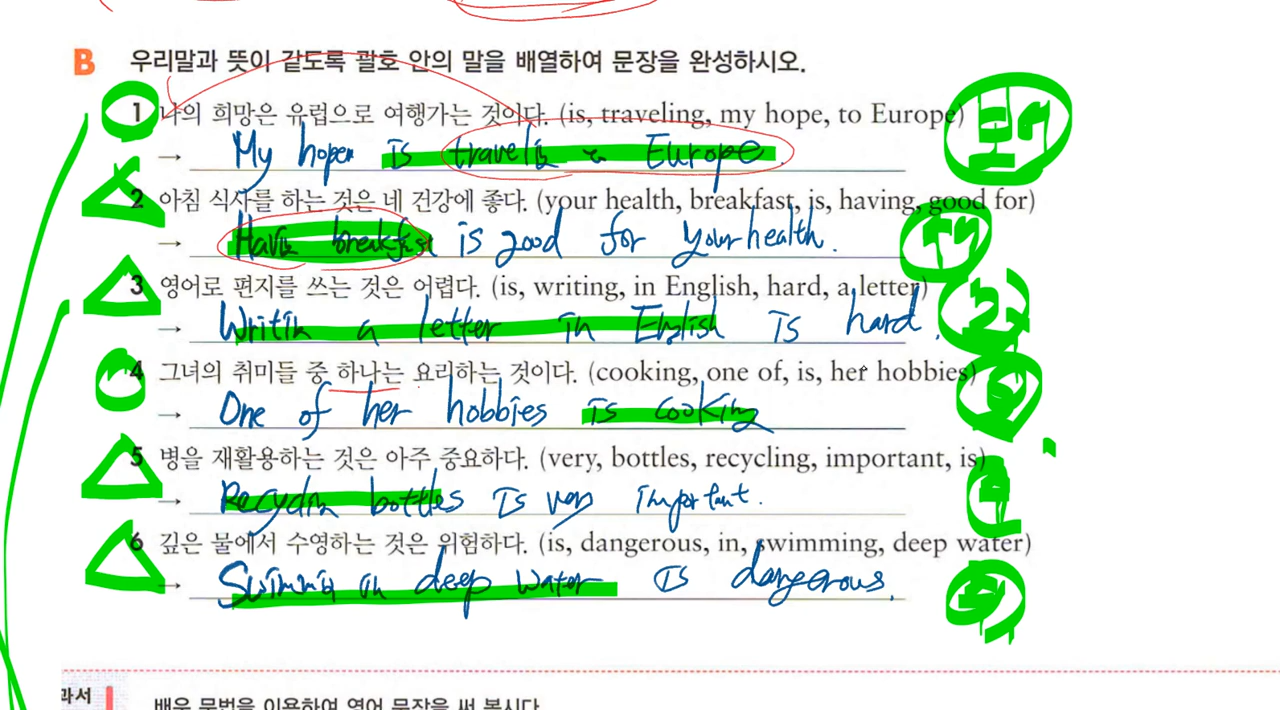 B 우리말과 뜻이 같도록 괄호 안의 말을 배열하여 문장을 완성하시오.
1 나의 희망은 유럽으로 여행가는 것이다. (is, traveling, my hope, to Europe)
→ My hope is Europe.
2 아침 식사를 하는 것은 네 건강에 좋다. (your health, breakfast, is, having, good for)
→ breakfast is good for your health.
3 영어로 편지를 쓰는 것은 어렵다. (is, writing, in English, hard, a letter)
→ a letter in English is hard.
4 그녀의 취미들 중 하나는 요리하는 것이다. (cooking, one of, is, her hobbies)
→ One of her hobbies is cooking
5 병을 재활용하는 것은 아주 중요하다. (very, bottles, recycling, important, is)
→ bottles is very important.
6 깊은 물에서 수영하는 것은 위험하다. (is, dangerous, in, swimming, deep water)
→ in deep water is dangerous.
과서
배운 문법을 이용하여 영어 문장을 써 봅시다